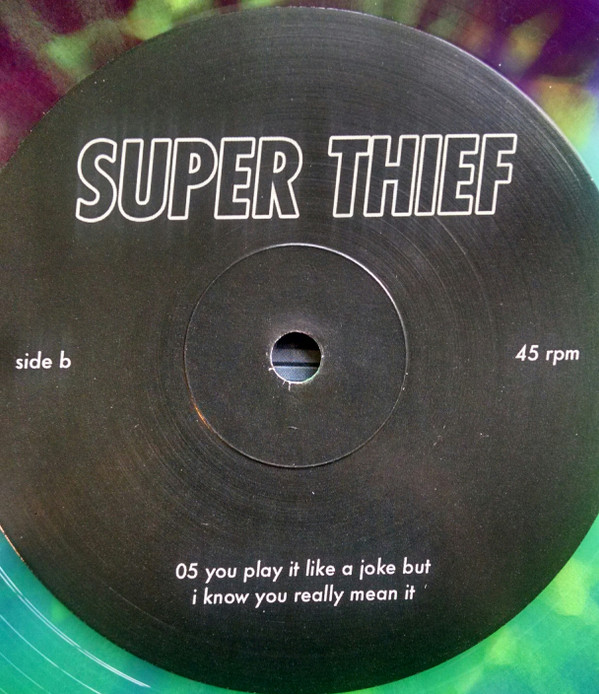 SUPER THIEF
side b
45 rpm
05 you play it like a joke but
i know you really mean it